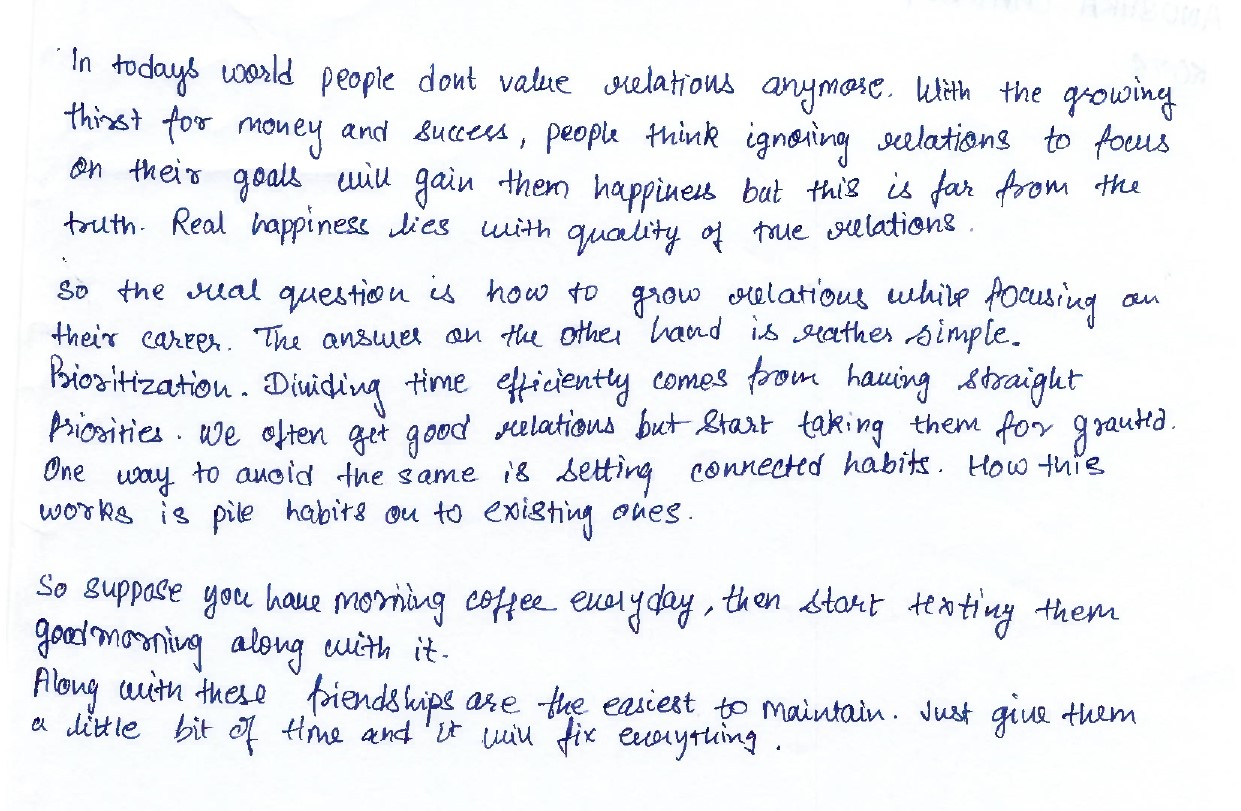 In todays world people dont value relations anymore. With the growing
thirst for money and success, people think ignoring relations to focus
on their goals will gain them happiness but this is far from the
truth. Real happiness lies with quality of true relations.
So the real question is how to grow relations while focusing on
their career. The answer on the other hand is rather simple.
Prioritization. Dividing time efficiently comes from having straight
Priorities. We often get good relations but start taking them for granted.
One way to avoid the same is setting connected habits. How this
works is pile habits on to existing ones.
So suppose you have morning coffee everyday, then start texting them
goodmorning along with it.
Along with these friendships are the easiest to maintain. Just give them
a little bit of time and it will fix everything.